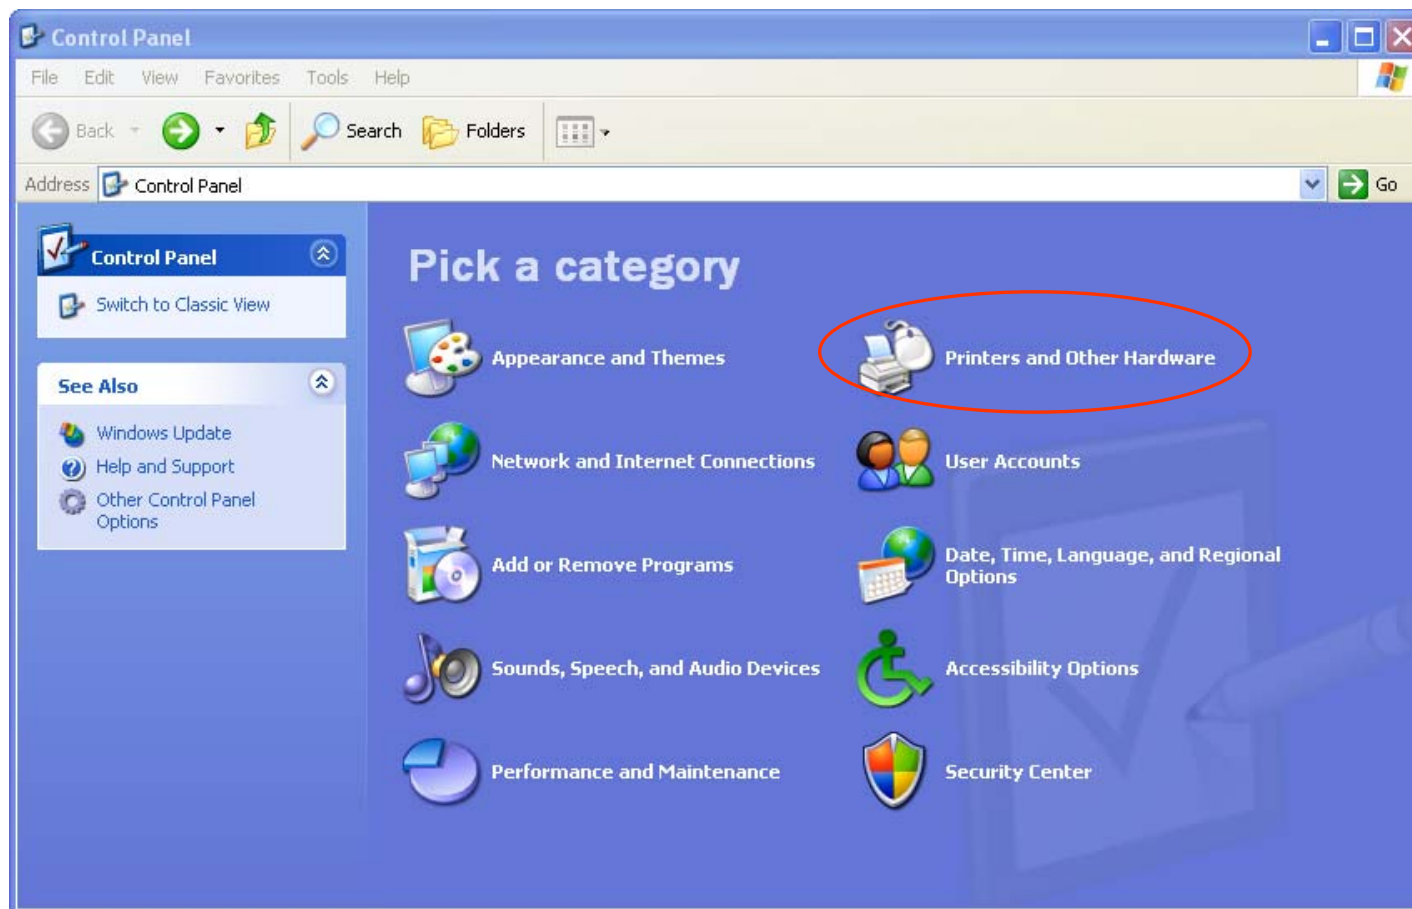 Control Panel
File Edit View Favorites Tools Help
Back Search Folders
Address Control Panel Go
Control Panel
Switch to Classic View
See Also
Windows Update
Help and Support
Other Control Panel
Options
Pick a category
Appearance and Themes
Printers and Other Hardware
Network and Internet Connections
User Accounts
Add or Remove Programs
Date, Time, Language, and Regional
Options
Sounds, Speech, and Audio Devices
Accessibility Options
Performance and Maintenance
Security Center